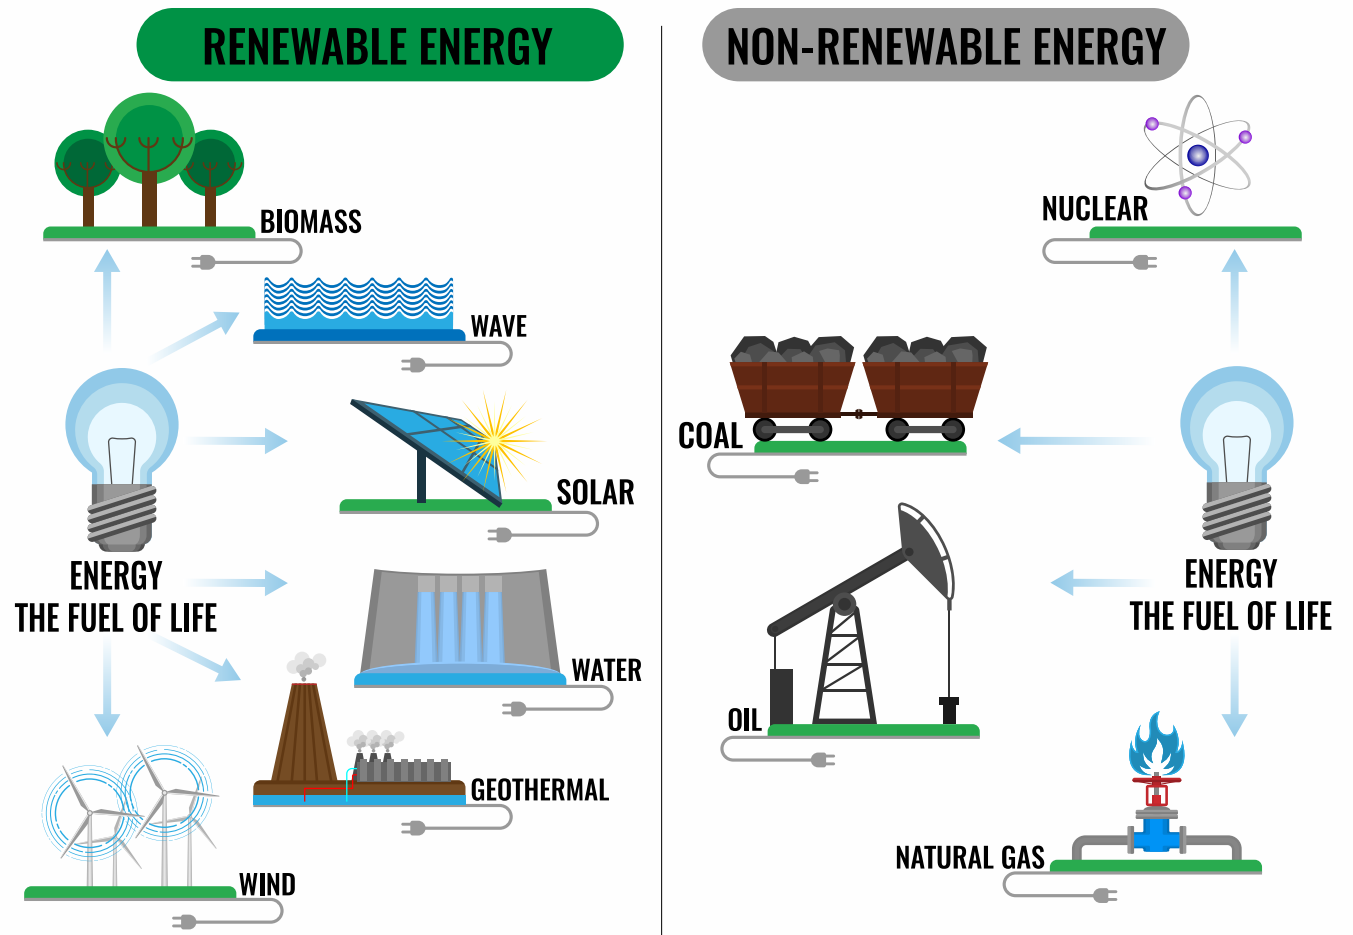 RENEWABLE ENERGY
BIOMASS
WAVE
SOLAR
ENERGY
THE FUEL OF LIFE
WATER
GEOTHERMAL
WIND
NON-RENEWABLE ENERGY
NUCLEAR
COAL
ENERGY
THE FUEL OF LIFE
OIL
NATURAL GAS